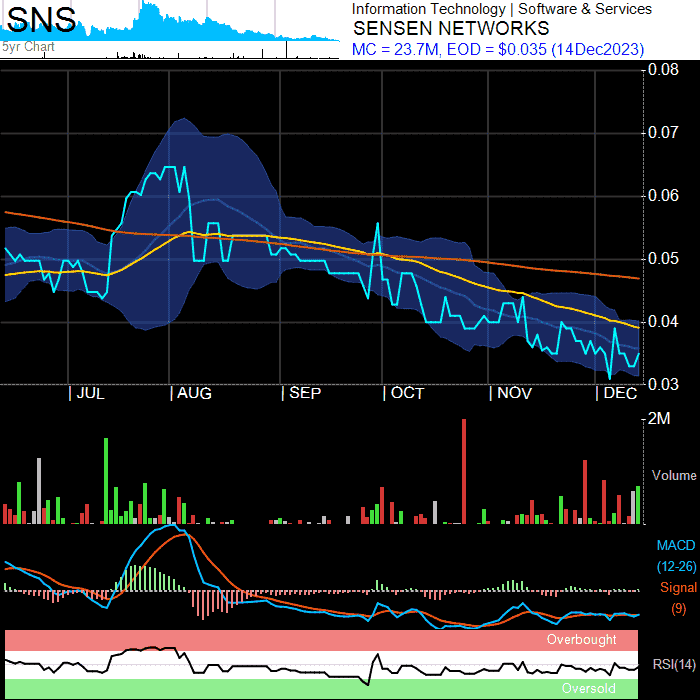 SNS
5yr Chart
Information Technology | Software & Services
SENSEN NETWORKS
MC = 23.7M, EOD = $0.035 (14Dec2023)
0.08
0.07
0.06
0.05
0.04
0.03
JUL AUG SEP OCT NOV DEC
2M
Volume
MACD
(12-26)
Signal
(9)
Overbought
RSI(14)
Oversold